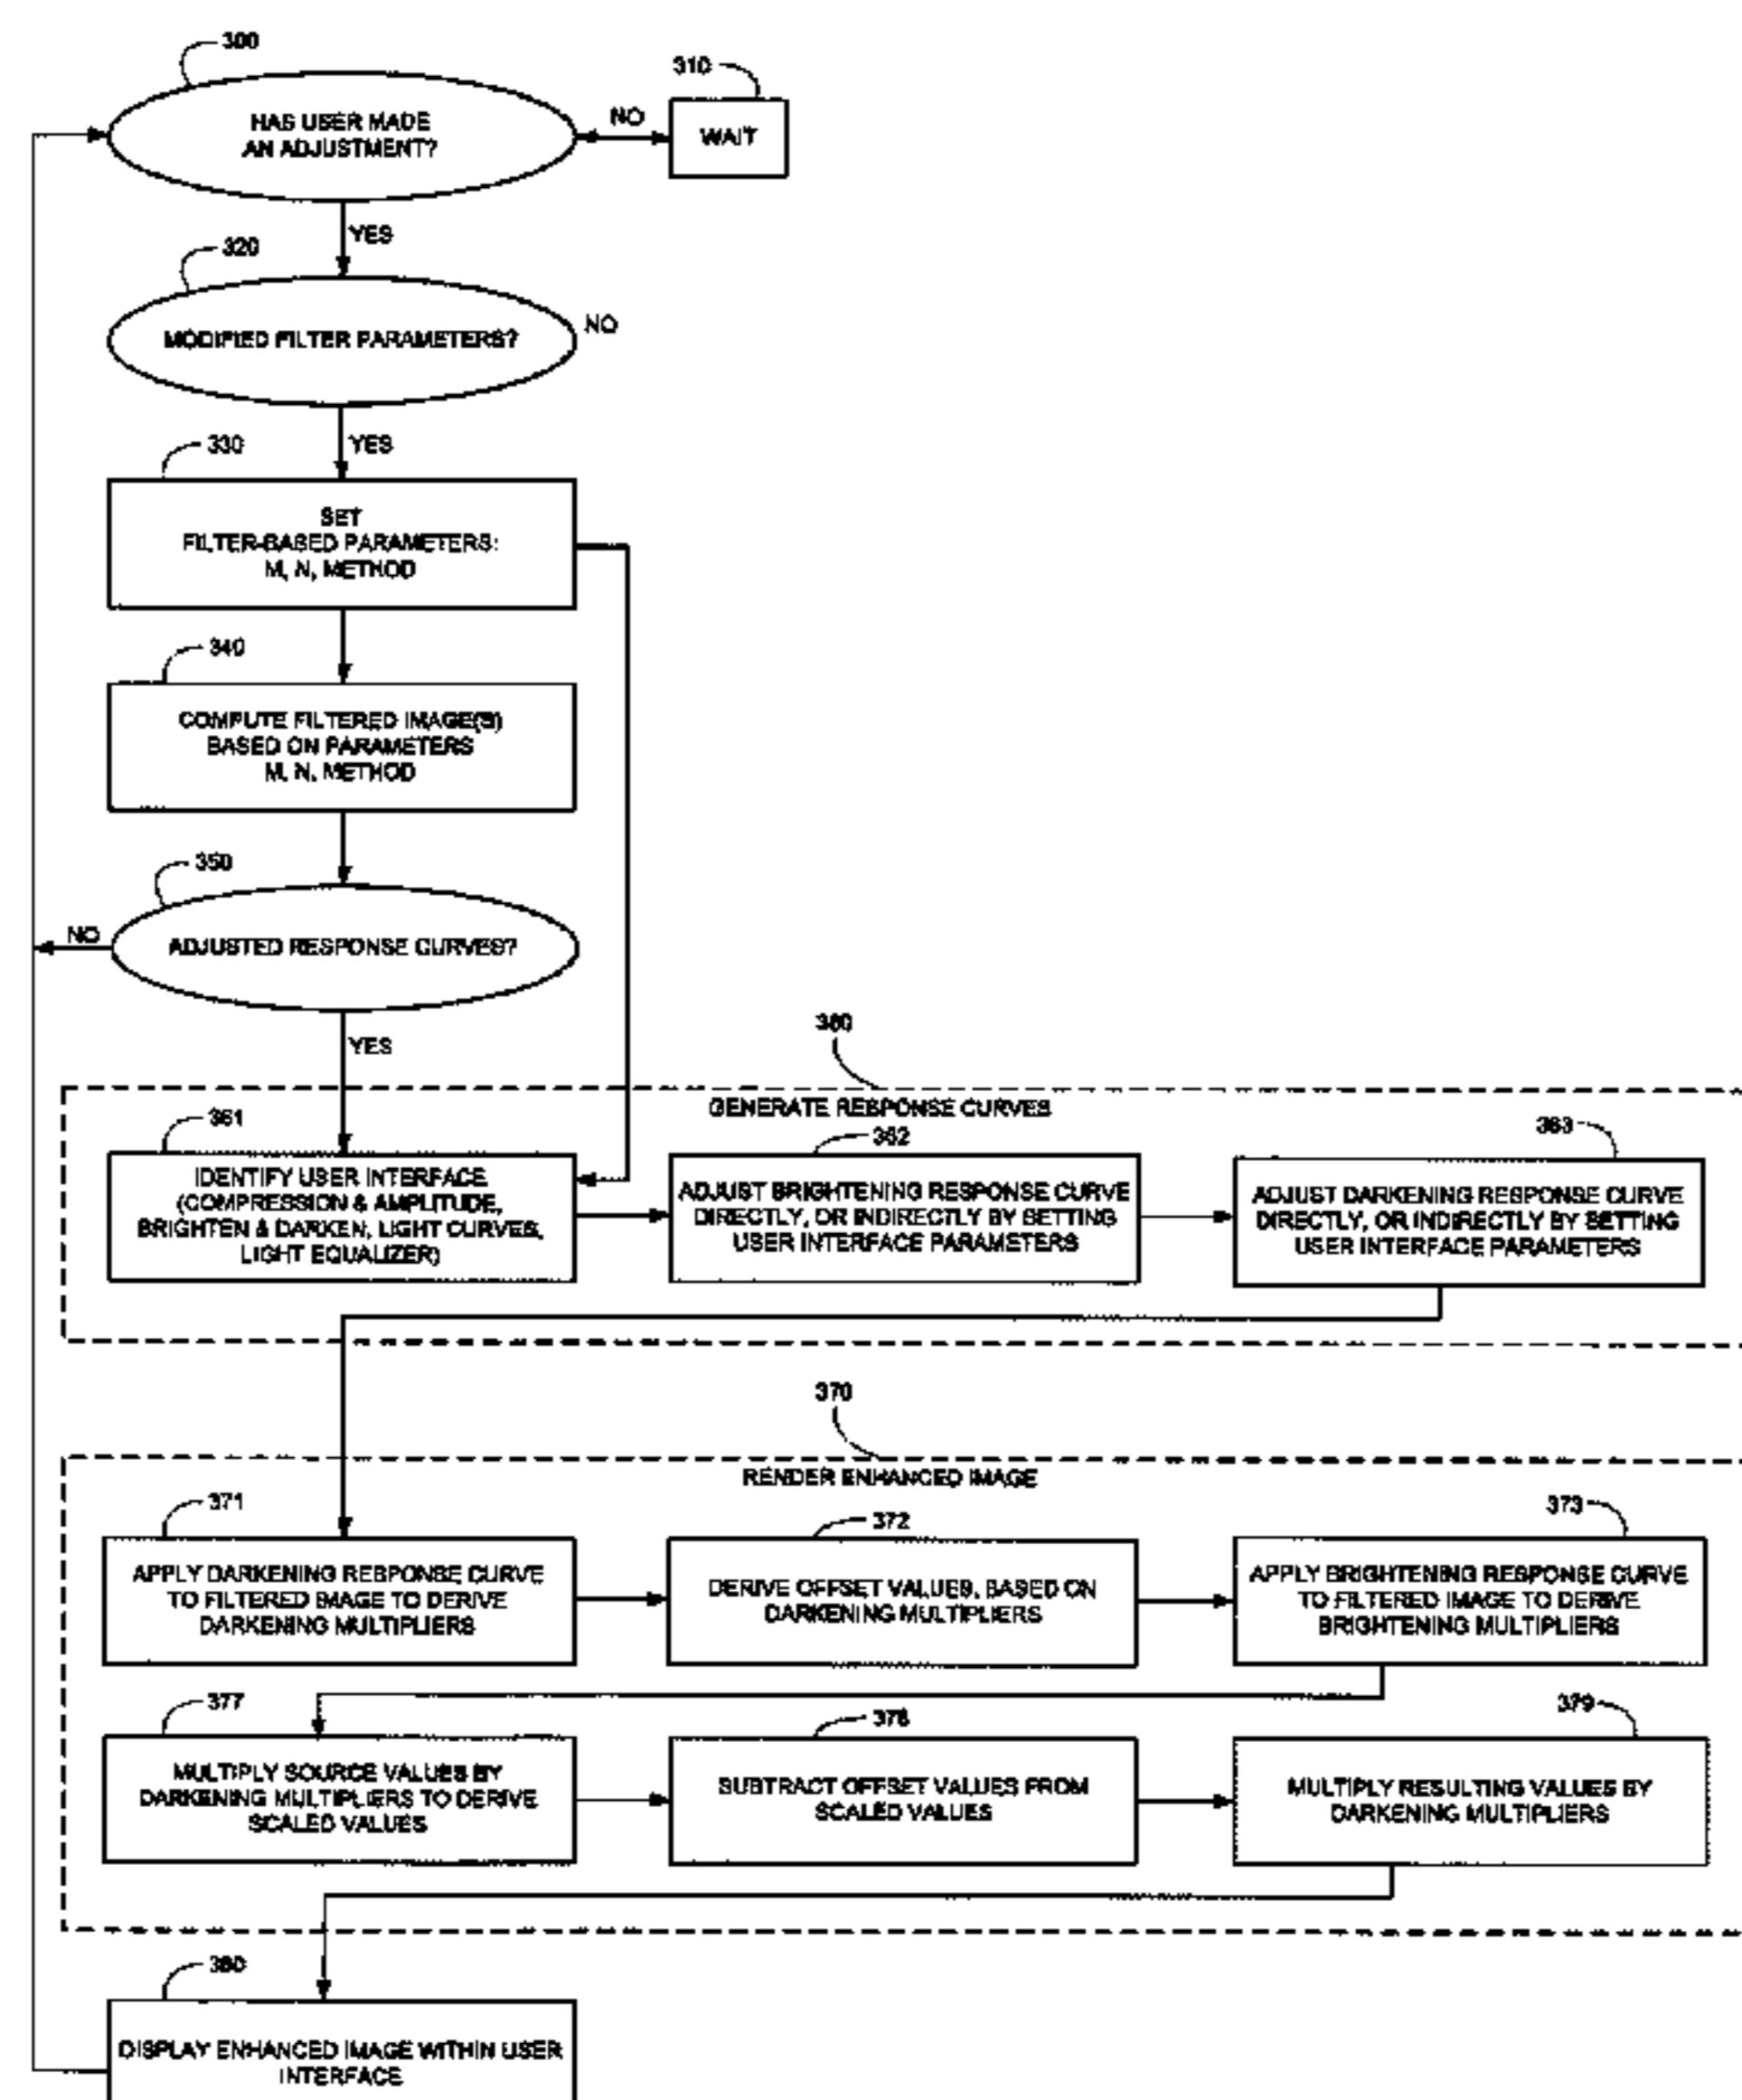 300
HAS USER MADE
AN ADJUSTMENT?
NO
310
WAIT
YES
320
MODIFIED FILTER PARAMETERS?
NO
YES
330
SET
FILTER-BASED PARAMETERS:
M, N, METHOD
340
COMPUTE FILTERED IMAGE(S)
BASED ON PARAMETERS
M, N, METHOD
350
NO
ADJUSTED RESPONSE CURVES?
YES
360
GENERATE RESPONSE CURVES
361
IDENTIFY USER INTERFACE
(COMPRESSION & AMPLITUDE,
BRIGHTEN & DARKEN, LIGHT CURVES,
LIGHT EQUALIZER)
362
ADJUST BRIGHTENING RESPONSE CURVE
DIRECTLY, OR INDIRECTLY BY SETTING
USER INTERFACE PARAMETERS
363
ADJUST DARKENING RESPONSE CURVE
DIRECTLY, OR INDIRECTLY BY SETTING
USER INTERFACE PARAMETERS
370
RENDER ENHANCED IMAGE
371
APPLY DARKENING RESPONSE CURVE
TO FILTERED IMAGE TO DERIVE
DARKENING MULTIPLIERS
372
DERIVE OFFSET VALUES, BASED ON
DARKENING MULTIPLIERS
373
APPLY BRIGHTENING RESPONSE CURVE
TO FILTERED IMAGE TO DERIVE
BRIGHTENING MULTIPLIERS
377
MULTIPLY SOURCE VALUES BY
DARKENING MULTIPLIERS TO DERIVE
SCALED VALUES
378
SUBTRACT OFFSET VALUES FROM
SCALED VALUES
379
MULTIPLY RESULTING VALUES BY
DARKENING MULTIPLIERS
380
DISPLAY ENHANCED IMAGE WITHIN USER
INTERFACE